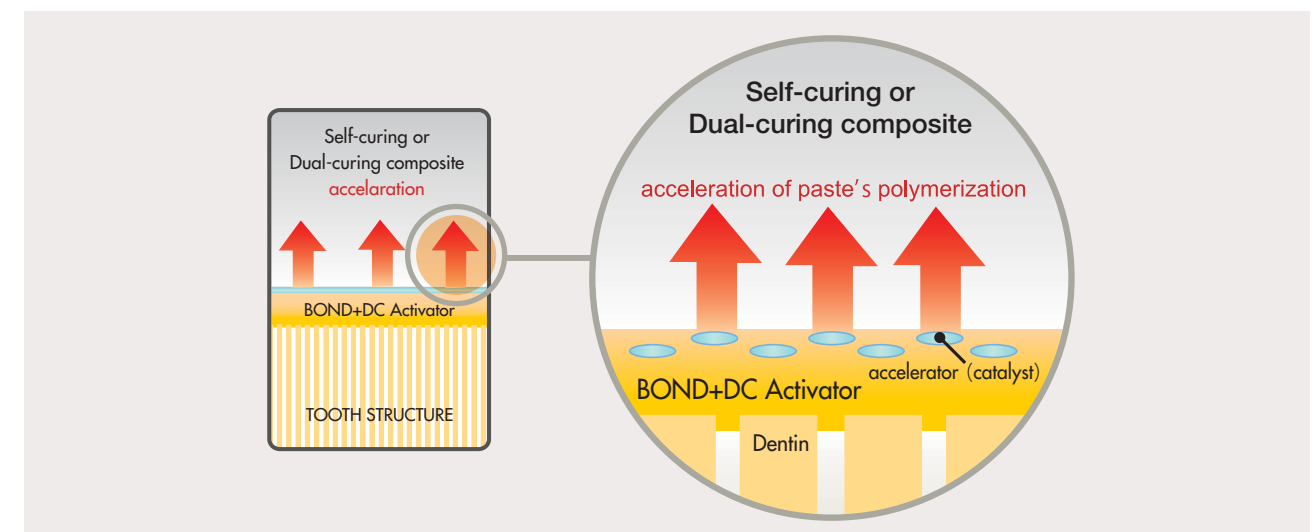 Self-curing or
Dual-curing composite
accelaration
BOND+DC Activator
TOOTH STRUCTURE
Self-curing or
Dual-curing composite
acceleration of paste's polymerization
accelerator (catalyst)
BOND+DC Activator
Dentin